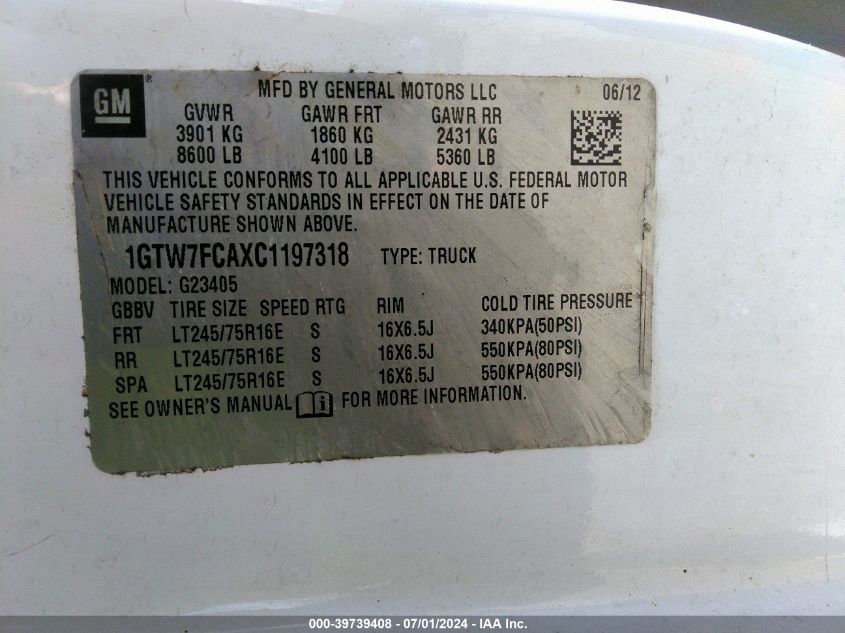 GM ®
MFD BY GENERAL MOTORS LLC 06/12
GVWR GAWR FRT GAWR RR
3901 KG 1860 KG 2431 KG
8600 LB 4100 LB 5360 LB
THIS VEHICLE CONFORMS TO ALL APPLICABLE U.S. FEDERAL MOTOR
VEHICLE SAFETY STANDARDS IN EFFECT ON THE DATE OF
MANUFACTURE SHOWN ABOVE.
1GTW7FCAXC1197318 TYPE: TRUCK
MODEL: G23405
GBBV TIRE SIZE SPEED RTG RIM COLD TIRE PRESSURE
FRT LT245/75R16E S 16X6.5J 340KPA(50PSI)
RR LT245/75R16E S 16X6.5J 550KPA(80PSI)
SPA LT245/75R16E S 16X6.5J 550KPA(80PSI)
SEE OWNER'S MANUAL FOR MORE INFORMATION.
000-39739408 - 07/01/2024 - IAA Inc.